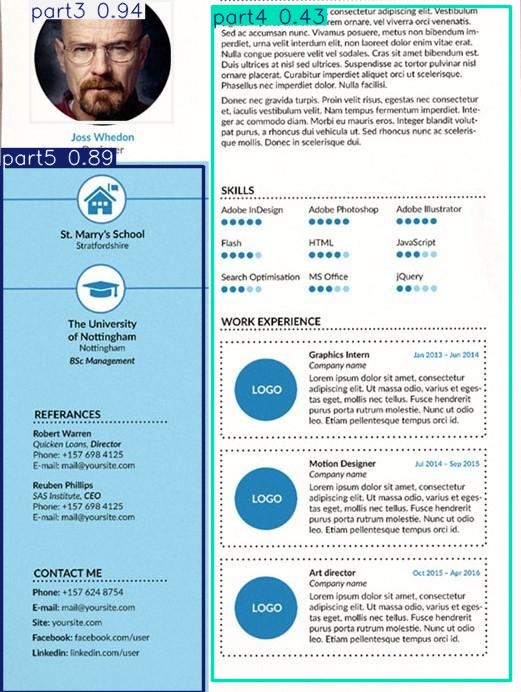 part3 0.94
Joss Whedon
part5 0.89
St. Marry's School
Stratfordshire
The University
of Nottingham
Nottingham
BSc Management
REFERANCES
Robert Warren
Quicken Loans, Director
Phone: +157 698 4125
E-mail: mail@yoursite.com
Reuben Phillips
SAS Institute, CEO
Phone: +157 698 4125
E-mail: mail@yoursite.com
CONTACT ME
Phone: +157 624 8754
E-mail: mail@yoursite.com
Site: yoursite.com
Facebook: facebook.com/user
Linkedin: linkedin.com/user
part4 0.43
consectetur adipiscing elit. Etiam
orem ornare, vel viverra orci venenatis.
Sed ac accumsan nunc. Vivamus posuere, metus non bibendum im-
perdiet, urna velit interdum elit, non laoreet dolor enim vitae erat.
Nulla congue posuere velit vel sodales. Cras sit amet bibendum est.
Duis ultrices at nisl sed ultrices. Suspendisse ac tortor pulvinar nisl
ornare placerat. Curabitur imperdiet aliquet orci ut scelerisque.
Phasellus nec imperdiet dolor. Nulla facilisi.
Donec nec gravida turpis. Proin velit risus, egestas nec consectetur
et, iaculis vestibulum velit. Nam tempus fermentum imperdiet. Inte-
ger ac commodo diam. Morbi eu mauris eros. Integer blandit volut-
pat purus, a rhoncus dui vehicula ut. Sed rhoncus nunc ac sceleris-
que mollis. Donec in scelerisque dui.
SKILLS
Adobe InDesign Adobe Photoshop Adobe Illustrator
Flash HTML JavaScript
Search Optimisation MS Office jQuery
WORK EXPERIENCE
LOGO
Graphics Intern Jan 2013 – Jun 2014
Company name
Lorem ipsum dolor sit amet, consectetur
adipiscing elit. Ut massa odio, varius et eges-
tas eget, mollis nec tellus. Fusce hendrerit
purus porta rutrum molestie. Nunc ut odio
leo. Etiam pellentesque tempus orci id.
LOGO
Motion Designer Jul 2014 – Sep 2015
Company name
Lorem ipsum dolor sit amet, consectetur
adipiscing elit. Ut massa odio, varius et eges-
tas eget, mollis nec tellus. Fusce hendrerit
purus porta rutrum molestie. Nunc ut odio
leo. Etiam pellentesque tempus orci id.
LOGO
Art director Oct 2015 – Apr 2016
Company name
Lorem ipsum dolor sit amet, consectetur
adipiscing elit. Ut massa odio, varius et eges-
tas eget, mollis nec tellus. Fusce hendrerit
purus porta rutrum molestie. Nunc ut odio
leo. Etiam pellentesque tempus orci id.